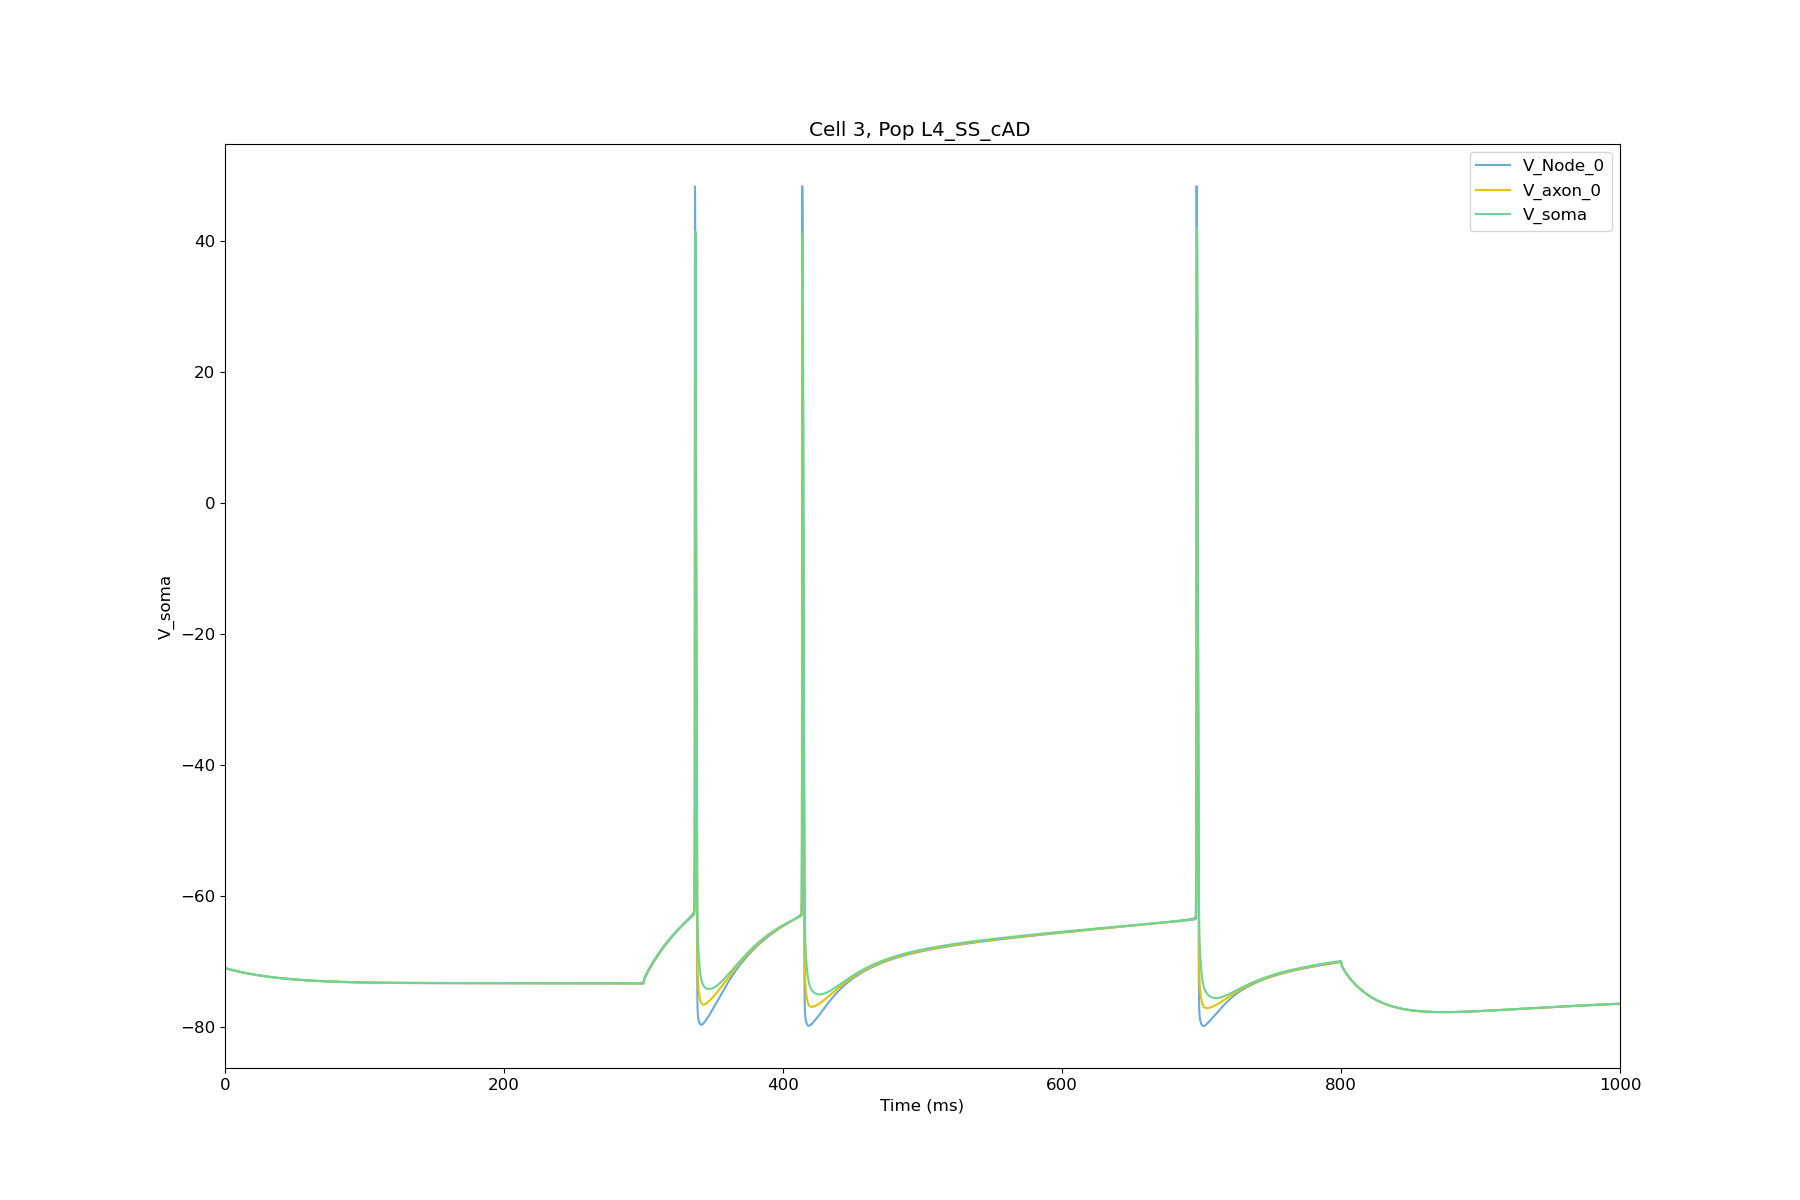 Cell 3, Pop L4_SS_cAD
V_Node_0
V_axon_0
V_soma
40
20
0
−20
−40
−60
−80
V_soma
0 200 400 600 800 1000
Time (ms)